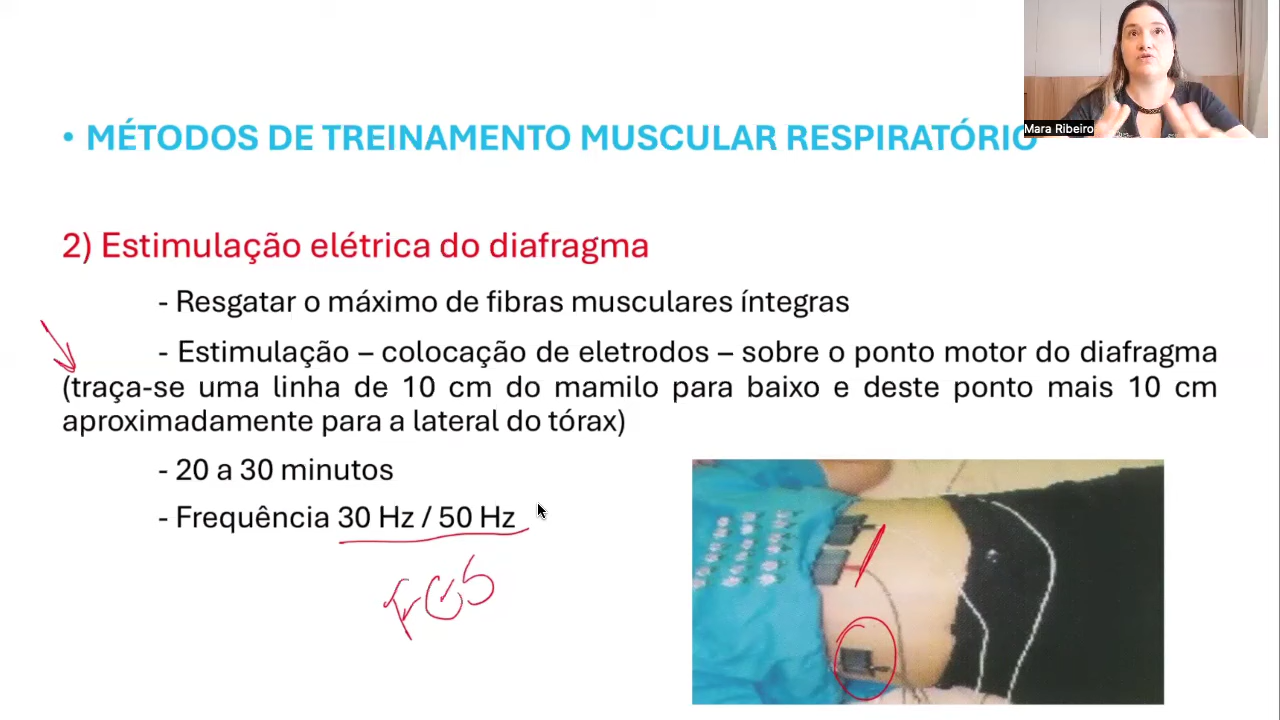 Mara Ribeiro
• MÉTODOS DE TREINAMENTO MUSCULAR RESPIRATÓRIO
2) Estimulação elétrica do diafragma
- Resgatar o máximo de fibras musculares íntegras
- Estimulação – colocação de eletrodos – sobre o ponto motor do diafragma
(traça-se uma linha de 10 cm do mamilo para baixo e deste ponto mais 10 cm
aproximadamente para a lateral do tórax)
- 20 a 30 minutos
- Frequência 30 Hz / 50 Hz
FES